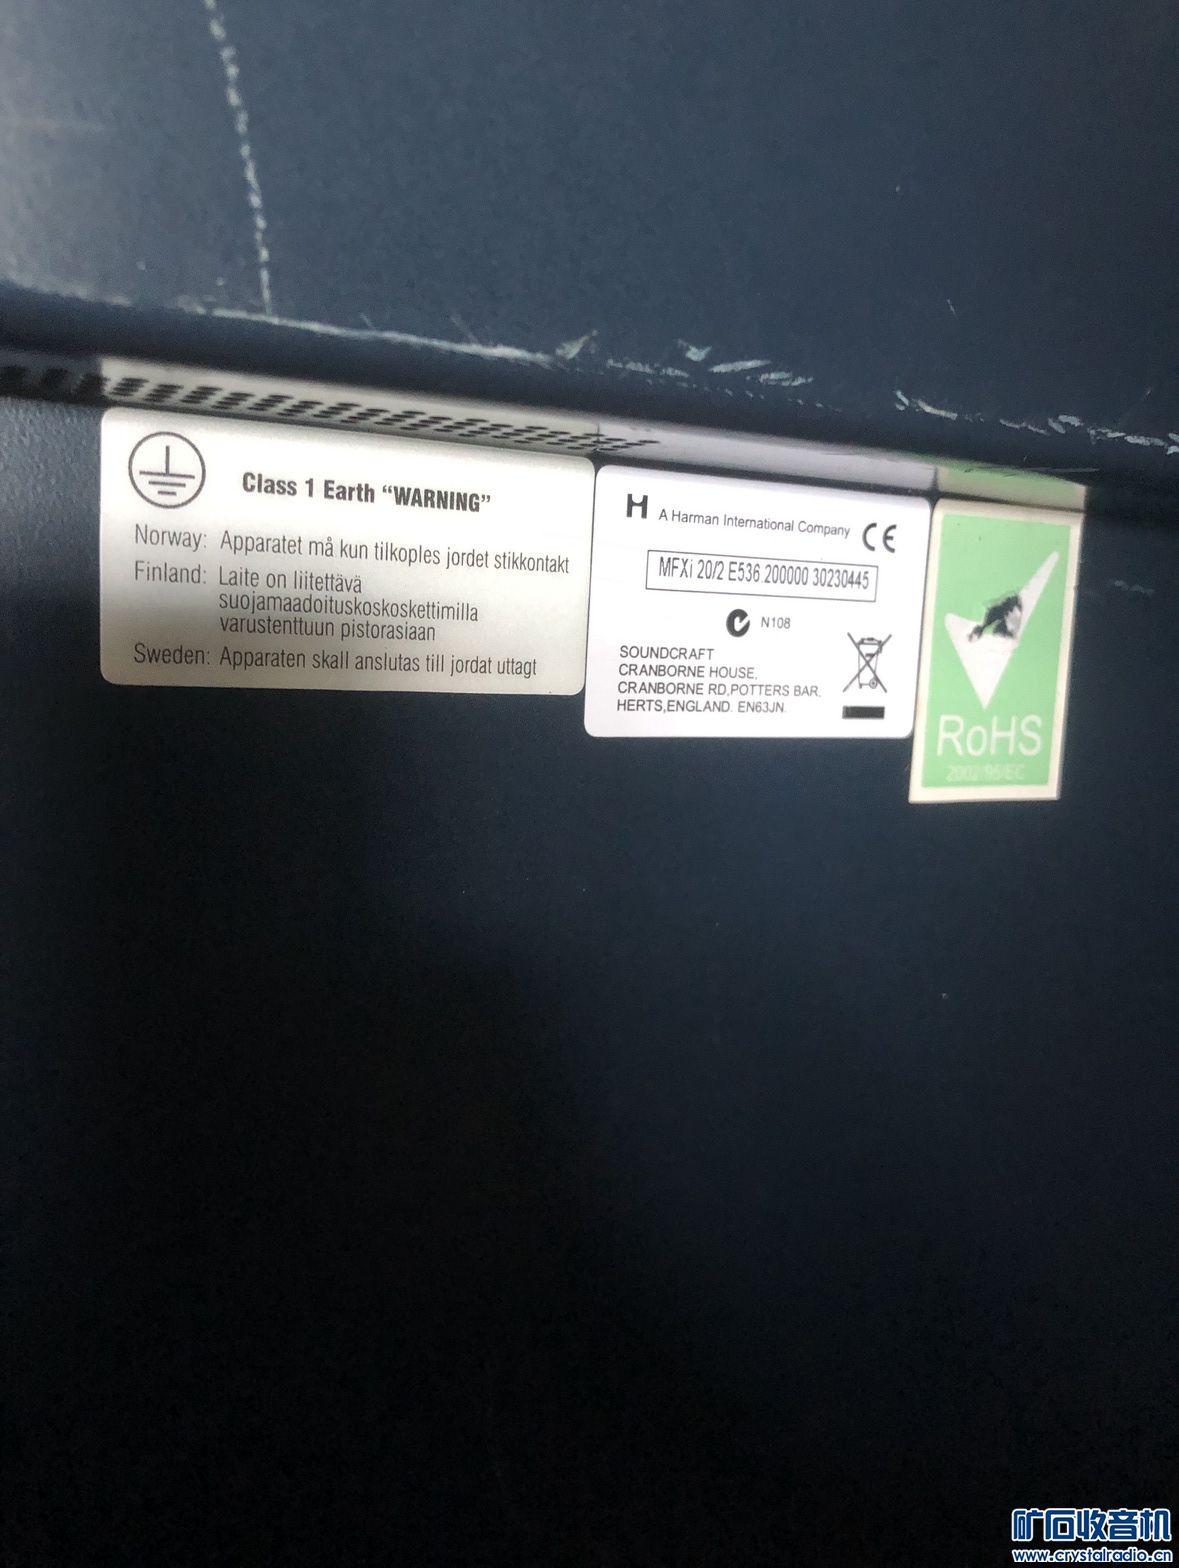 Class 1 Earth “WARNING”
Norway: Apparatet må kun tilkoples jordet stikkontakt
Finland: Laite on liitettävä
suojamaadoituskoskoskettimilla
varustenttuun pistorasiaan
Sweden: Apparaten skall anslutas till jordat uttagt
H A Harman International Company CE
MFXi 20/2 E536 200000 30230445
N108
SOUNDCRAFT
CRANBORNE HOUSE,
CRANBORNE RD,POTTERS BAR.
HERTS,ENGLAND. EN63JN.
RoHS
2002/95/EC
矿石收音机
www.crystalradio.cn